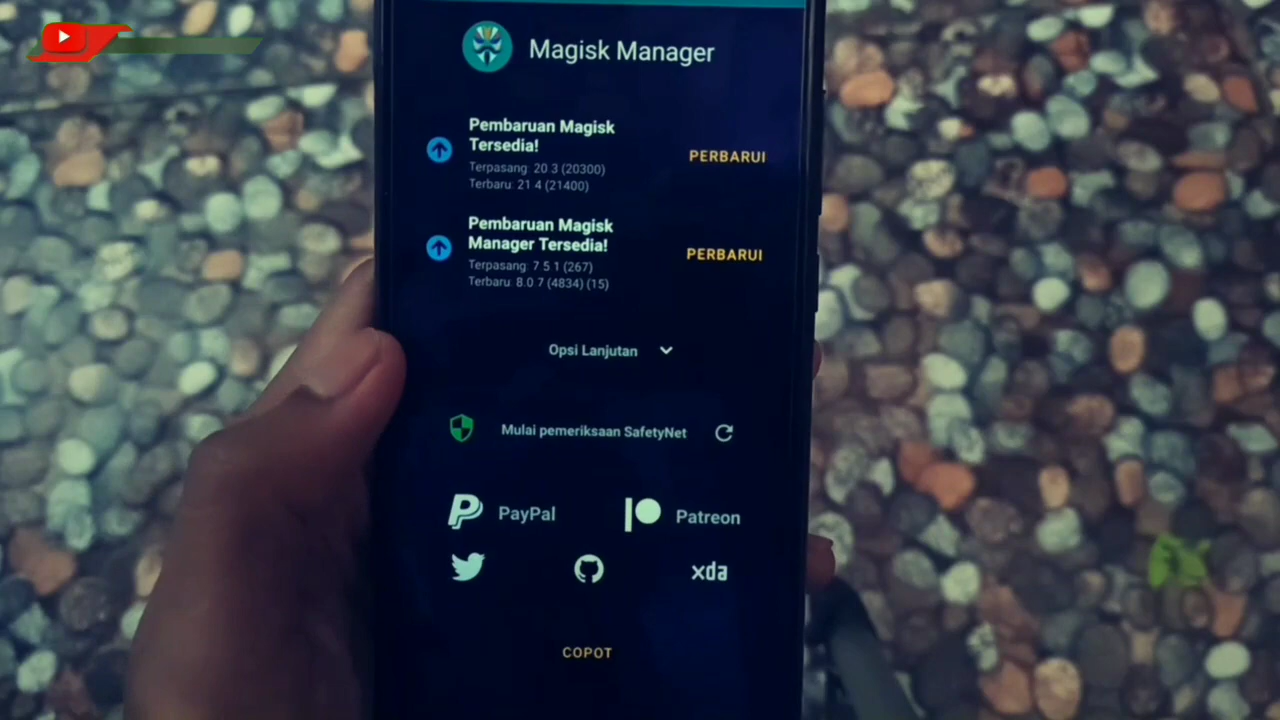 Magisk Manager
Pembaruan Magisk
Tersedia!
PERBARUI
Terpasang: 20 3 (20300)
Terbaru: 21 4 (21400)
Pembaruan Magisk
Manager Tersedia!
PERBARUI
Terpasang: 7 5 1 (267)
Terbaru: 8.0 7 (4834) (15)
Opsi Lanjutan
Mulai pemeriksaan SafetyNet
PayPal
Patreon
xda
COPOT